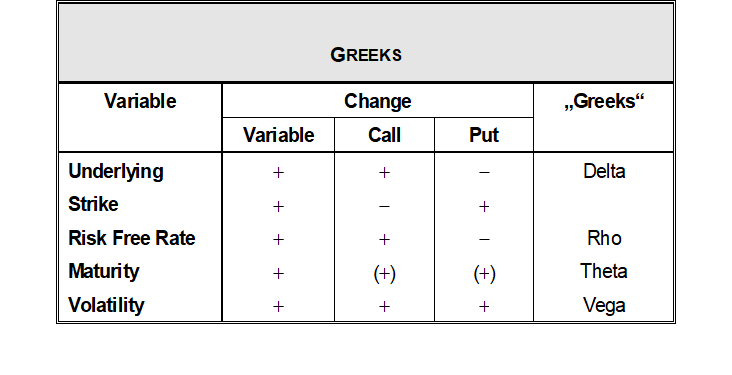 GREEKS
Variable Change „Greeks“
Variable Call Put
Underlying + + – Delta
Strike + – +
Risk Free Rate + + – Rho
Maturity + (+) (+) Theta
Volatility + + + Vega